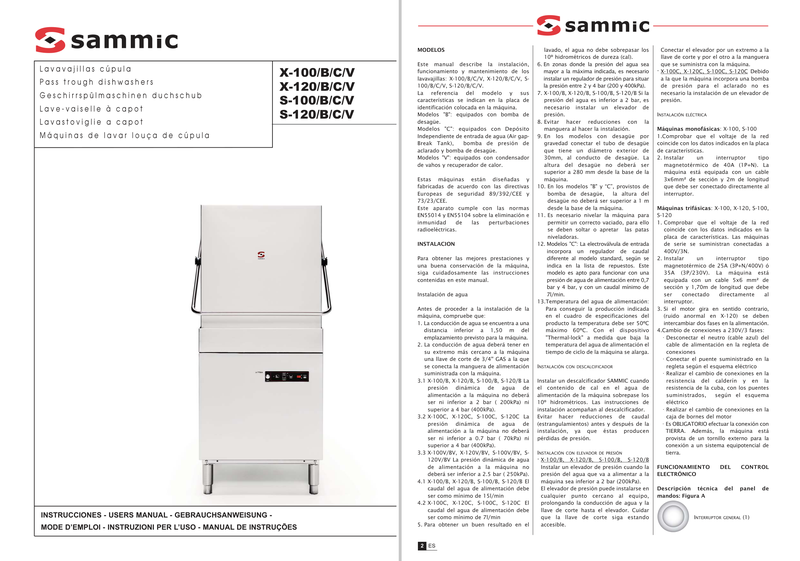 sammic
Lavavajillas cúpula
Pass trough dishwashers
Geschirrspülmaschinen duchschub
Lave-vaiselle à capot
Lavastoviglie a capot
Máquinas de lavar louça de cúpula
X-100/B/C/V
X-120/B/C/V
S-100/B/C/V
S-120/B/C/V
INSTRUCCIONES - USERS MANUAL - GEBRAUCHSANWEISUNG -
MODE D'EMPLOI - INSTRUZIONI PER L'USO - MANUAL DE INSTRUÇÕES
sammic
MODELOS
Este manual describe la instalación,
funcionamiento y mantenimiento de los
lavavajillas: X-100/B/C/V, X-120/B/C/V, S-
100/B/C/V, S-120/B/C/V.
La referencia del modelo y sus
características se indican en la placa de
identificación colocada en la máquina.
Modelos "B": equipados con bomba de
desagüe.
Modelos "C": equipados con Depósito
Independiente de entrada de agua (Air gap-
Break Tank), bomba de presión de
aclarado y bomba de desagüe.
Modelos "V": equipados con condensador
de vahos y recuperador de calor.
Estas máquinas están diseñadas y
fabricadas de acuerdo con las directivas
Europeas de seguridad 89/392/CEE y
73/23/CEE.
Este aparato cumple con las normas
EN55014 y EN55104 sobre la eliminación e
inmunidad de las perturbaciones
radioeléctricas.
INSTALACION
Para obtener las mejores prestaciones y
una buena conservación de la máquina,
siga cuidadosamente las instrucciones
contenidas en este manual.
Instalación de agua
Antes de proceder a la instalación de la
máquina, compruebe que:
1. La conducción de agua se encuentra a una
distancia inferior a 1,50 m del
emplazamiento previsto para la máquina.
2. La conducción de agua deberá tener en
su extremo más cercano a la máquina
una llave de corte de 3/4" GAS a la que
se conecta la manguera de alimentación
suministrada con la máquina.
3.1 X-100/B, X-120/B, S-100/B, S-120/B La
presión dinámica de agua de
alimentación a la máquina no deberá
ser ni inferior a 2 bar ( 200kPa) ni
superior a 4 bar (400kPa).
3.2 X-100C, X-120C, S-100C, S-120C La
presión dinámica de agua de
alimentación a la máquina no deberá
ser ni inferior a 0.7 bar ( 70kPa) ni
superior a 4 bar (400kPa).
3.3 X-100V/BV, X-120V/BV, S-100V/BV, S-
120V/BV La presión dinámica de agua
de alimentación a la máquina no
deberá ser inferior a 2.5 bar ( 250kPa).
4.1 X-100/B, X-120/B, S-100/B, S-120/B El
caudal del agua de alimentación debe
ser como mínimo de 15l/min
4.2 X-100C, X-120C, S-100C, S-120C El
caudal del agua de alimentación debe
ser como mínimo de 7l/min
5. Para obtener un buen resultado en el
lavado, el agua no debe sobrepasar los
10º hidrométricos de dureza (cal).
6. En zonas donde la presión del agua sea
mayor a la máxima indicada, es necesario
instalar un regulador de presión para situar
la presión entre 2 y 4 bar (200 y 400kPa).
7. X-100/B, X-120/B, S-100/B, S-120/B Si la
presión del agua es inferior a 2 bar, es
necesario instalar un elevador de
presión.
8. Evitar hacer reducciones con la
manguera al hacer la instalación.
9. En los modelos con desagüe por
gravedad conectar el tubo de desagüe
que tiene un diámetro exterior de
30mm, al conducto de desagüe. La
altura del desagüe no deberá ser
superior a 280 mm desde la base de la
máquina.
10. En los modelos "B" y "C", provistos de
bomba de desagüe, la altura del
desagüe no deberá ser superior a 1 m
desde la base de la máquina.
11. Es necesario nivelar la máquina para
permitir un correcto vaciado, para ello
se deben soltar o apretar las patas
niveladoras.
12. Modelos "C": La electroválvula de entrada
incorpora un regulador de caudal
diferente al modelo standard, según se
indica en la lista de repuestos. Este
modelo es apto para funcionar con una
presión de agua de alimentación entre 0,7
bar y 4 bar, y con un caudal mínimo de
7l/min.
13.Temperatura del agua de alimentación:
Para conseguir la producción indicada
en el cuadro de especificaciones del
producto la temperatura debe ser 50ºC
máximo 60ºC. Con el dispositivo
"Thermal-lock" a medida que baja la
temperatura del agua de alimentación el
tiempo de ciclo de la máquina se alarga.
INSTALACIÓN CON DESCALCIFICADOR
Instalar un descalcificador SAMMIC cuando
el contenido de cal en el agua de
alimentación de la máquina sobrepase los
10º hidrométricos. Las instrucciones de
instalación acompañan al descalcificador.
Evitar hacer reducciones de caudal
(estrangulamientos) antes y después de la
instalación, ya que éstas producen
pérdidas de presión.
INSTALACIÓN CON ELEVADOR DE PRESIÓN
· X-100/B, X-120/B, S-100/B, S-120/B
Instalar un elevador de presión cuando la
presión del agua que va a alimentar a la
máquina sea inferior a 2 bar (200kPa).
El elevador de presión puede instalarse en
cualquier punto cercano al equipo,
prolongando la conducción de agua y la
llave de corte hasta el elevador. Cuidar
que la llave de corte siga estando
accesible.
Conectar el elevador por un extremo a la
llave de corte y por el otro a la manguera
que se suministra con la máquina.
· X-100C, X-120C, S-100C, S-120C Debido
a la que la máquina incorpora una bomba
de presión para el aclarado no es
necesario la instalación de un elevador de
presión.
INSTALACIÓN ELÉCTRICA
Máquinas monofásicas: X-100, S-100
1.Comprobar que el voltaje de la red
coincide con los datos indicados en la placa
de características.
2. Instalar un interruptor tipo
magnetotérmico de 40A (1P+N). La
máquina está equipada con un cable
3x6mm² de sección y 2m de longitud
que debe ser conectado directamente al
interruptor.
Máquinas trifásicas: X-100, X-120, S-100,
S-120
1. Comprobar que el voltaje de la red
coincide con los datos indicados en la
placa de características. Las máquinas
de serie se suministran conectadas a
400V/3N.
2. Instalar un interruptor tipo
magnetotérmico de 25A (3P+N/400V) ó
35A (3P/230V). La máquina está
equipada con un cable 5x6 mm² de
sección y 1,70m de longitud que debe
ser conectado directamente al
interruptor.
3. Si el motor gira en sentido contrario,
(ruido anormal en X-120) se deben
intercambiar dos fases en la alimentación.
4.Cambio de conexiones a 230V/3 fases:
· Desconectar el neutro (cable azul) del
cable de alimentación en la regleta de
conexiones
· Conectar el puente suministrado en la
regleta según el esquema eléctrico
· Realizar el cambio de conexiones en la
resistencia del calderín y en la
resistencia de la cuba, con los puentes
suministrados, según el esquema
eléctrico
· Realizar el cambio de conexiones en el
caja de bornes del motor
· Es OBLIGATORIO efectuar la conexión con
TIERRA. Además, la máquina está
provista de un tornillo externo para la
conexión a un sistema equipotencial de
tierra.
FUNCIONAMIENTO DEL CONTROL
ELECTRÓNICO
Descripción técnica del panel de
mandos: Figura A
INTERRUPTOR GENERAL (1)
2 ES